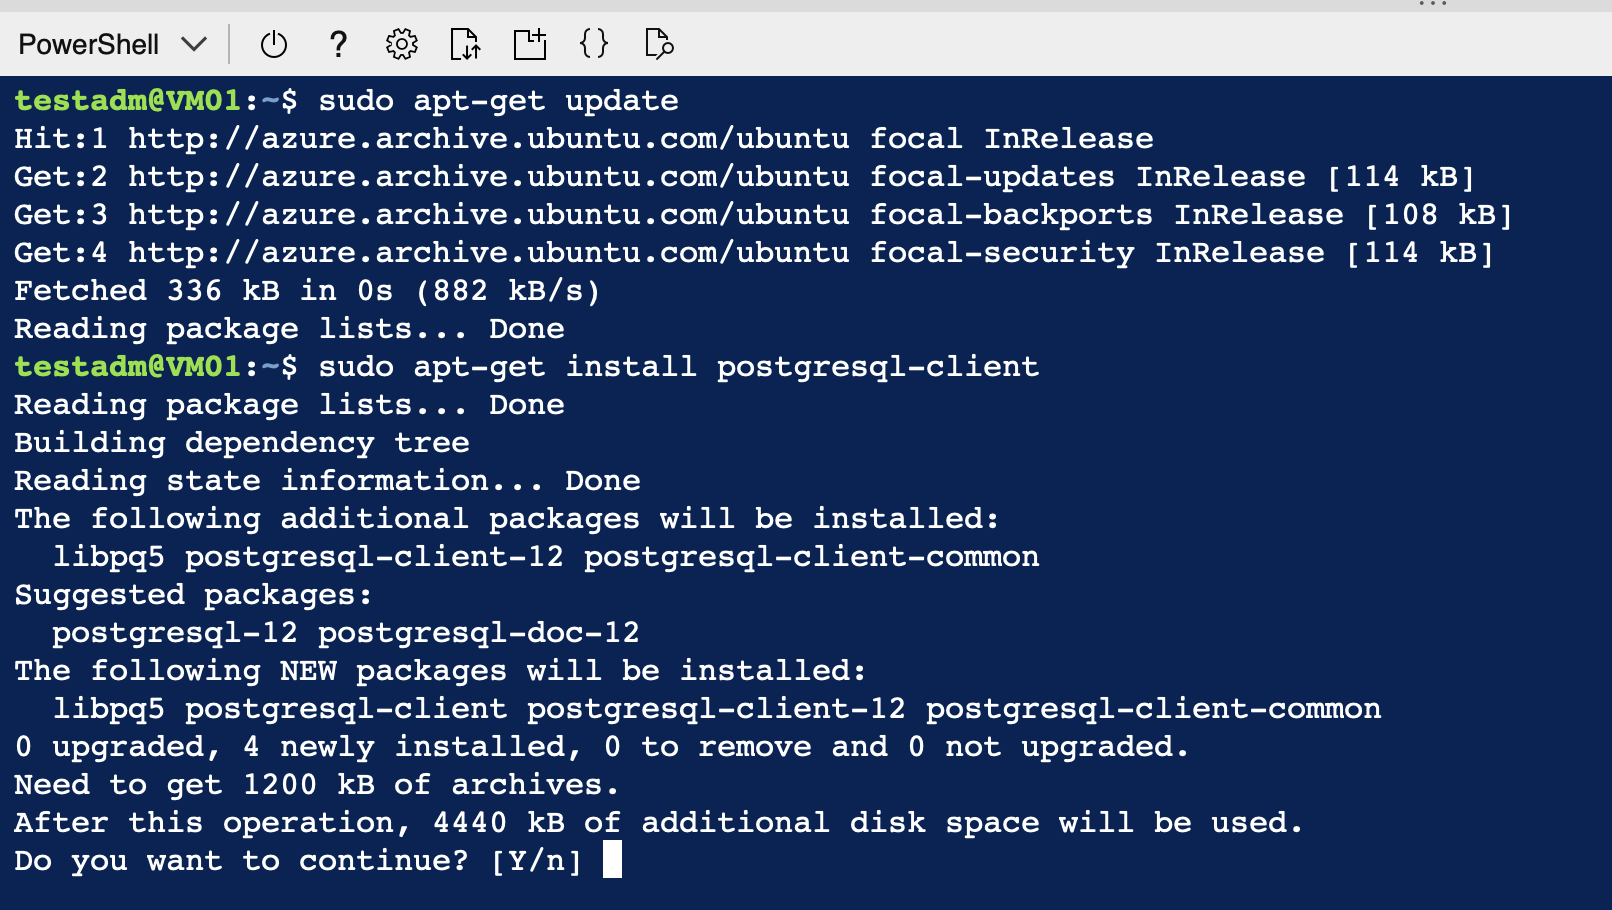 PowerShell
testadm@VM01:~$ sudo apt-get update
Hit:1 http://azure.archive.ubuntu.com/ubuntu focal InRelease
Get:2 http://azure.archive.ubuntu.com/ubuntu focal-updates InRelease [114 kB]
Get:3 http://azure.archive.ubuntu.com/ubuntu focal-backports InRelease [108 kB]
Get:4 http://azure.archive.ubuntu.com/ubuntu focal-security InRelease [114 kB]
Fetched 336 kB in 0s (882 kB/s)
Reading package lists... Done
testadm@VM01:~$ sudo apt-get install postgresql-client
Reading package lists... Done
Building dependency tree
Reading state information... Done
The following additional packages will be installed:
  libpq5 postgresql-client-12 postgresql-client-common
Suggested packages:
  postgresql-12 postgresql-doc-12
The following NEW packages will be installed:
  libpq5 postgresql-client postgresql-client-12 postgresql-client-common
0 upgraded, 4 newly installed, 0 to remove and 0 not upgraded.
Need to get 1200 kB of archives.
After this operation, 4440 kB of additional disk space will be used.
Do you want to continue? [Y/n]